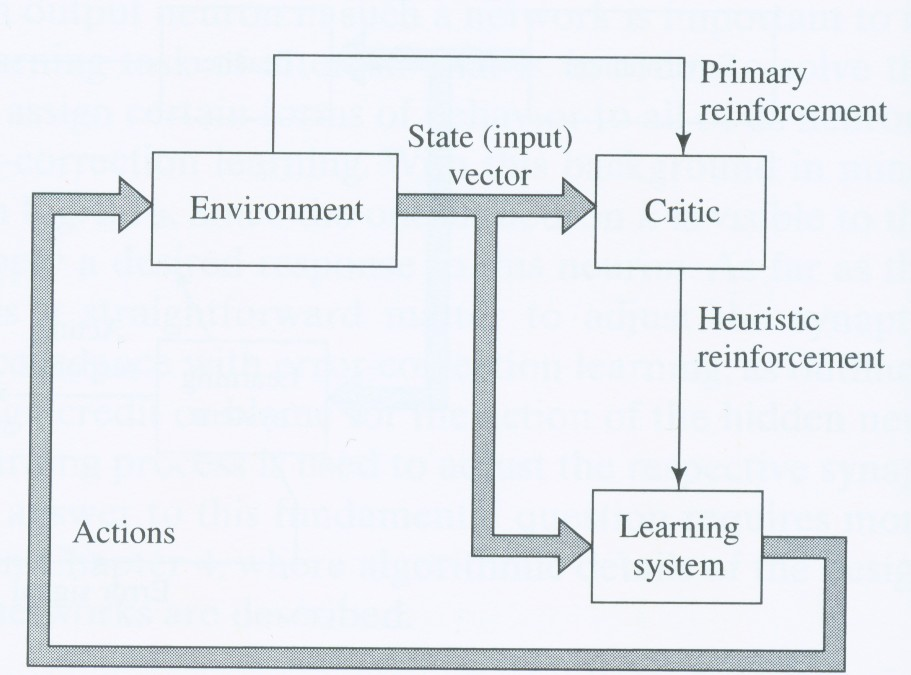 Primary
reinforcement
State (input)
vector
Environment
Critic
Heuristic
reinforcement
Actions
Learning
system